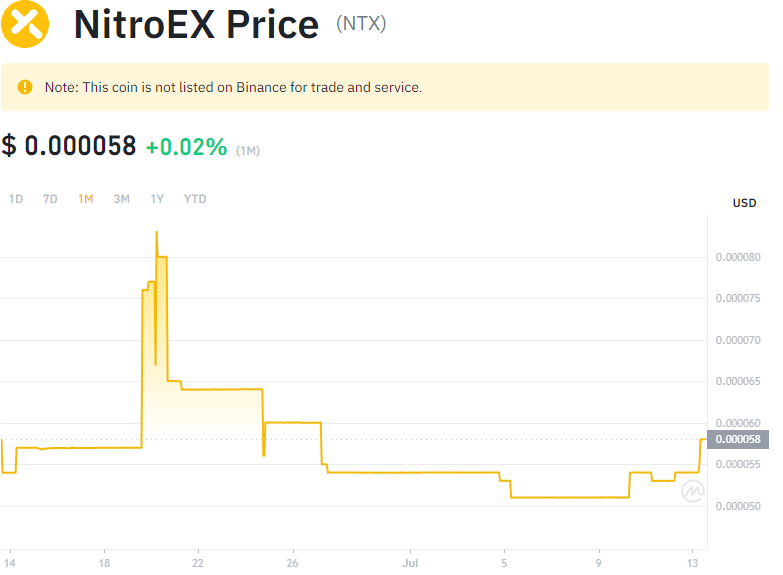 NitroEX Price (NTX)
Note: This coin is not listed on Binance for trade and service.
$ 0.000058 +0.02% (1M)
1D 7D 1M 3M 1Y YTD
USD
0.000080
0.000075
0.000070
0.000065
0.000060
0.000058
0.000055
0.000050
14 18 22 26 Jul 5 9 13